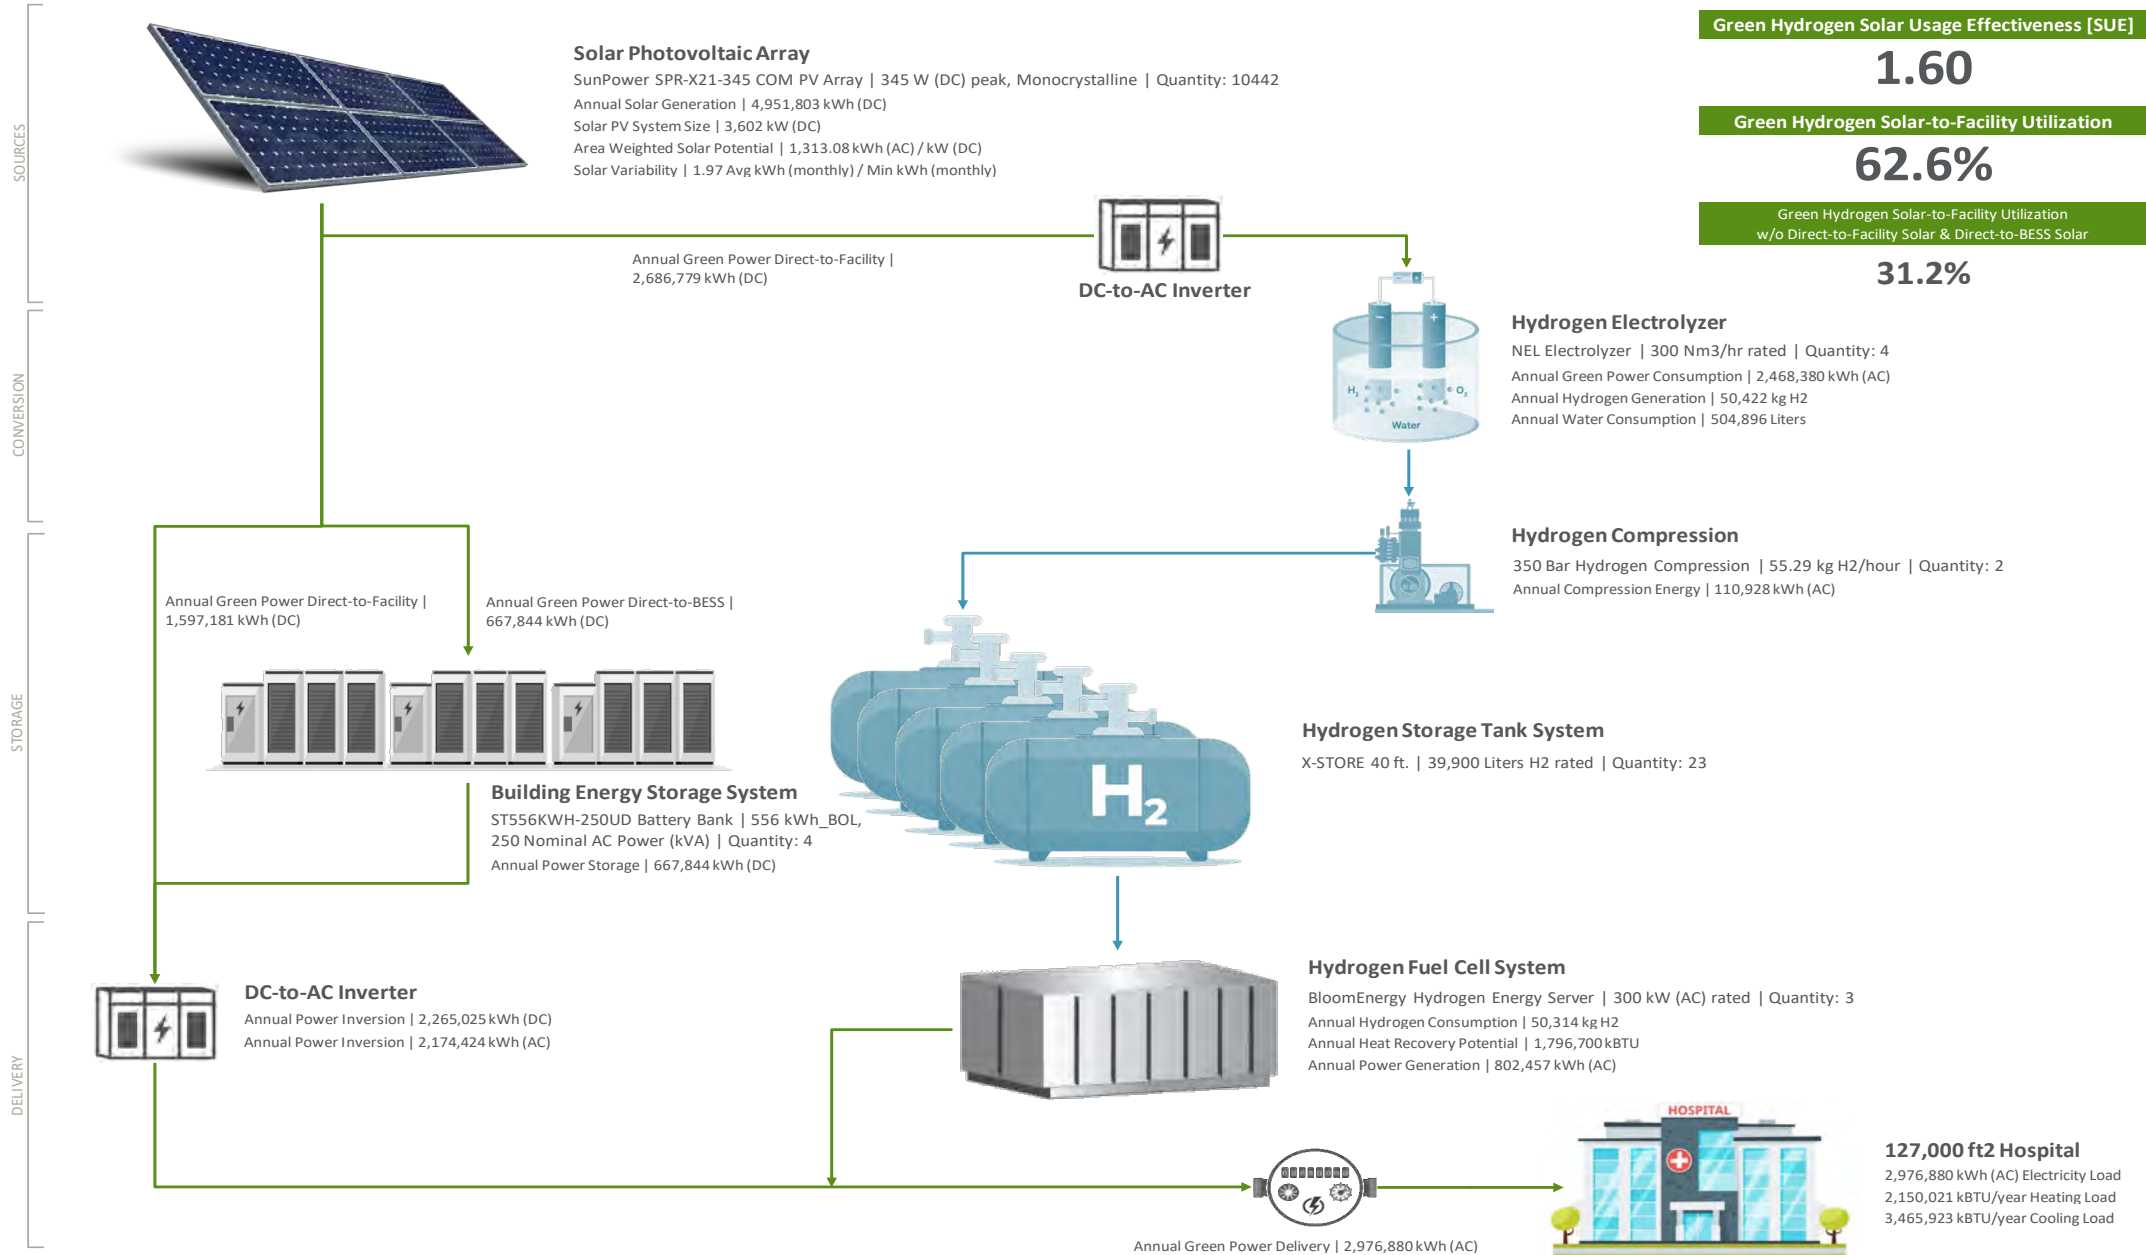 Green Hydrogen Solar Usage Effectiveness [SUE]
1.60
Green Hydrogen Solar-to-Facility Utilization
62.6%
Green Hydrogen Solar-to-Facility Utilization
w/o Direct-to-Facility Solar & Direct-to-BESS Solar
31.2%
SOURCES
Solar Photovoltaic Array
SunPower SPR-X21-345 COM PV Array | 345 W (DC) peak, Monocrystalline | Quantity: 10442
Annual Solar Generation | 4,951,803 kWh (DC)
Solar PV System Size | 3,602 kW (DC)
Area Weighted Solar Potential | 1,313.08 kWh (AC) / kW (DC)
Solar Variability | 1.97 Avg kWh (monthly) / Min kWh (monthly)
Annual Green Power Direct-to-Facility |
2,686,779 kWh (DC)
DC-to-AC Inverter
CONVERSION
− +
− +
H2
O2
Water
Hydrogen Electrolyzer
NEL Electrolyzer | 300 Nm3/hr rated | Quantity: 4
Annual Green Power Consumption | 2,468,380 kWh (AC)
Annual Hydrogen Generation | 50,422 kg H2
Annual Water Consumption | 504,896 Liters
STORAGE
Hydrogen Compression
350 Bar Hydrogen Compression | 55.29 kg H2/hour | Quantity: 2
Annual Compression Energy | 110,928 kWh (AC)
Annual Green Power Direct-to-Facility |
1,597,181 kWh (DC)
Annual Green Power Direct-to-BESS |
667,844 kWh (DC)
Building Energy Storage System
ST556KWH-250UD Battery Bank | 556 kWh_BOL,
250 Nominal AC Power (kVA) | Quantity: 4
Annual Power Storage | 667,844 kWh (DC)
H2
Hydrogen Storage Tank System
X-STORE 40 ft. | 39,900 Liters H2 rated | Quantity: 23
DELIVERY
DC-to-AC Inverter
Annual Power Inversion | 2,265,025 kWh (DC)
Annual Power Inversion | 2,174,424 kWh (AC)
Hydrogen Fuel Cell System
BloomEnergy Hydrogen Energy Server | 300 kW (AC) rated | Quantity: 3
Annual Hydrogen Consumption | 50,314 kg H2
Annual Heat Recovery Potential | 1,796,700 kBTU
Annual Power Generation | 802,457 kWh (AC)
Annual Green Power Delivery | 2,976,880 kWh (AC)
HOSPITAL
127,000 ft2 Hospital
2,976,880 kWh (AC) Electricity Load
2,150,021 kBTU/year Heating Load
3,465,923 kBTU/year Cooling Load